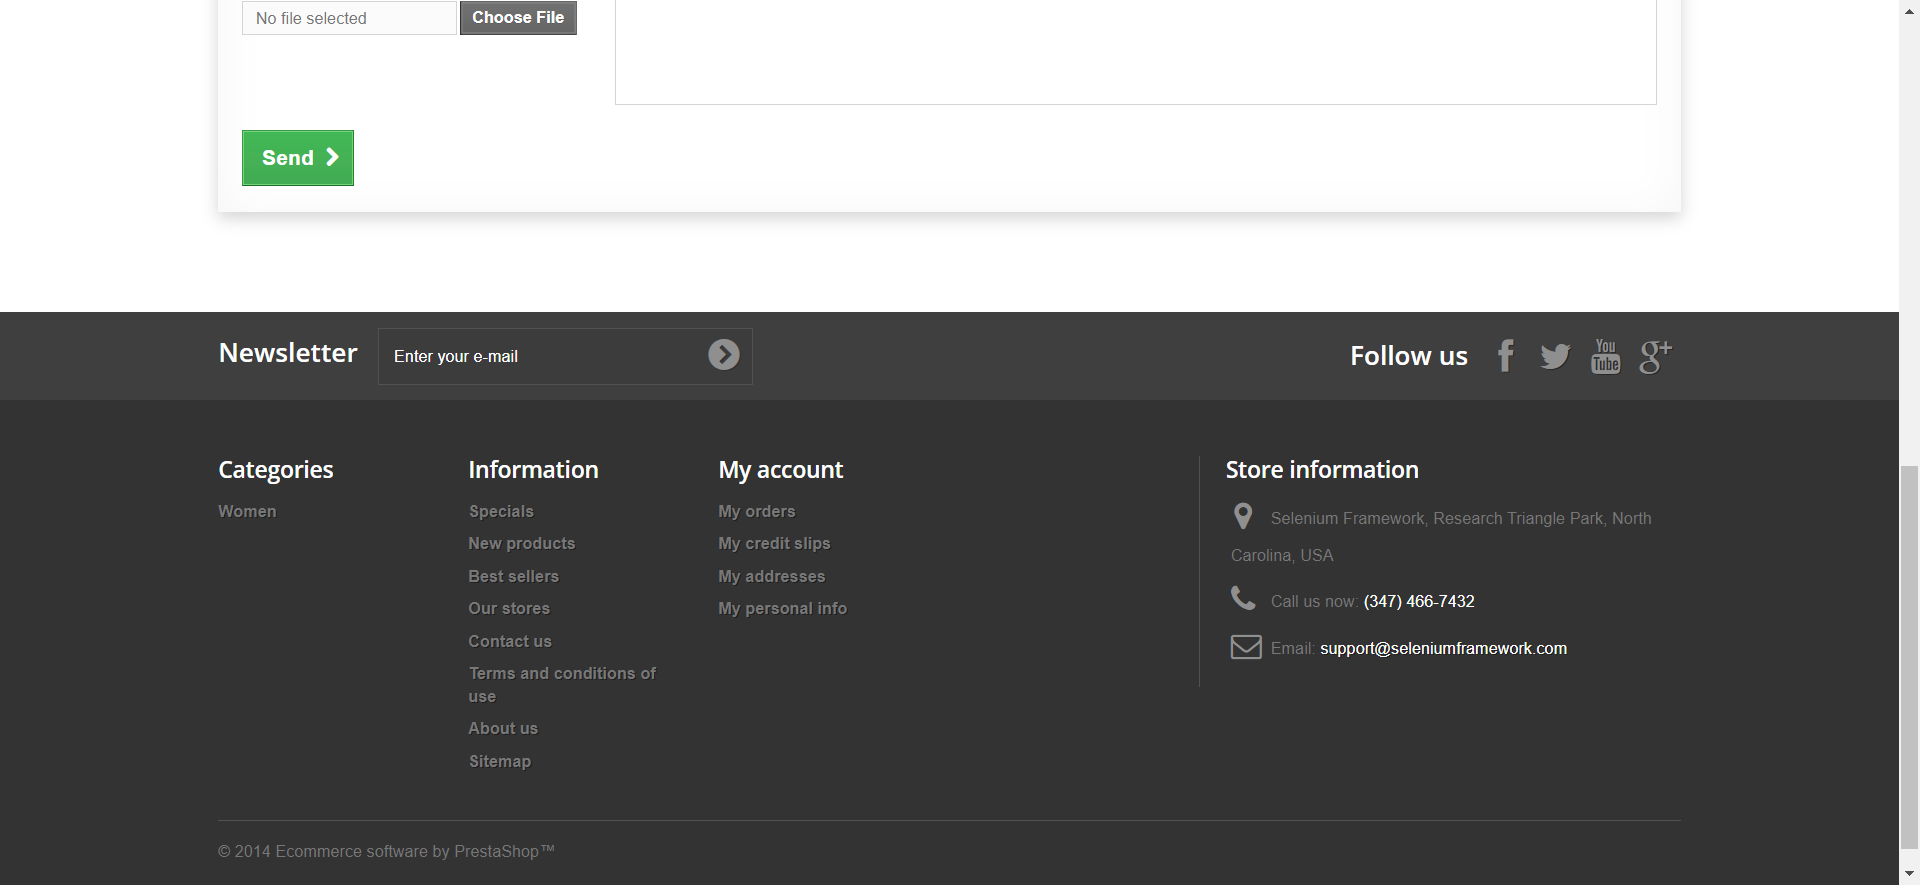 No file selected
Choose File
Send
Newsletter
Enter your e-mail
Follow us
You
Tube
g+
Categories
Women
Information
Specials
New products
Best sellers
Our stores
Contact us
Terms and conditions of
use
About us
Sitemap
My account
My orders
My credit slips
My addresses
My personal info
Store information
Selenium Framework, Research Triangle Park, North
Carolina, USA
Call us now: (347) 466-7432
Email: support@seleniumframework.com
© 2014 Ecommerce software by PrestaShop™